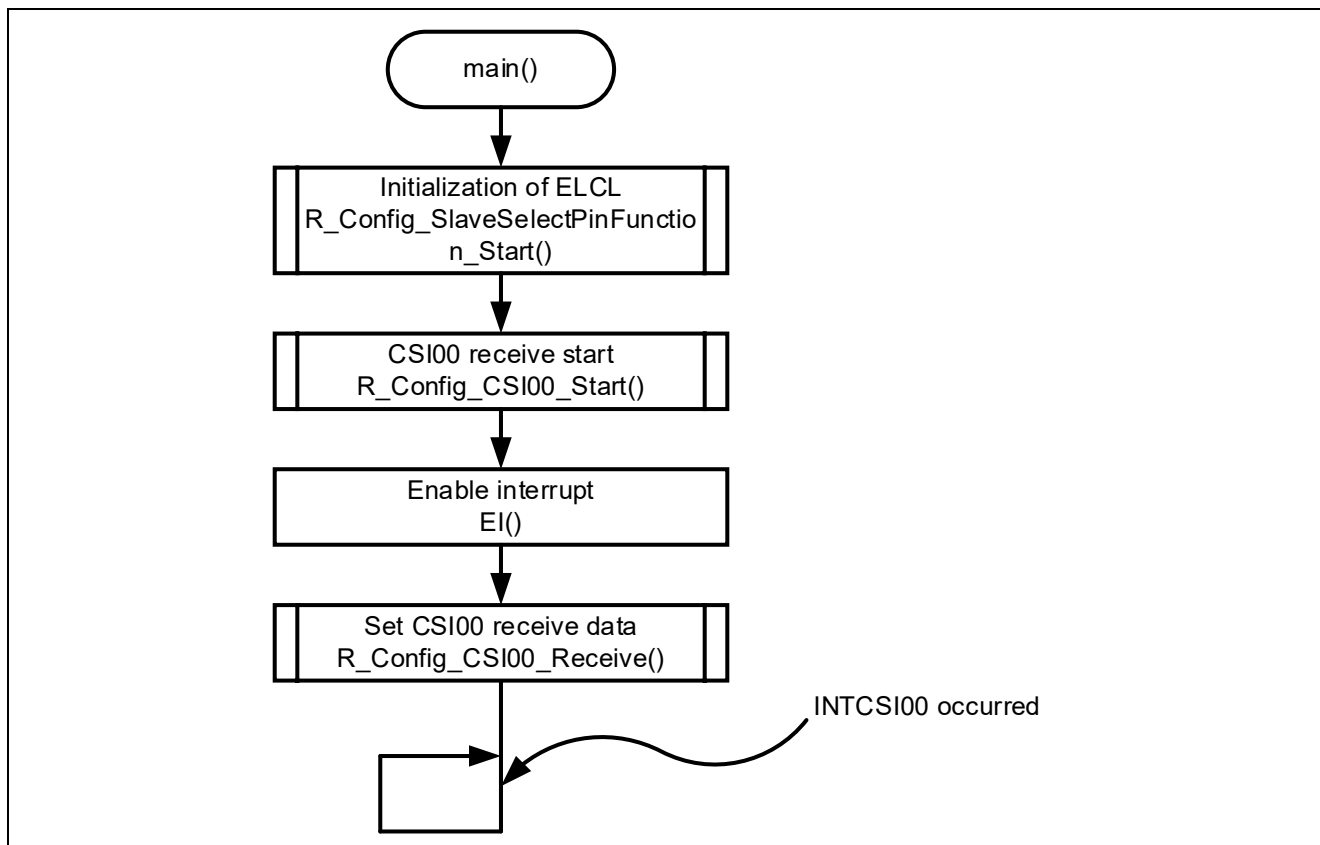 main()
Initialization of ELCL
R_Config_SlaveSelectPinFunctio
n_Start()
CSI00 receive start
R_Config_CSI00_Start()
Enable interrupt
EI()
Set CSI00 receive data
R_Config_CSI00_Receive()
INTCSI00 occurred